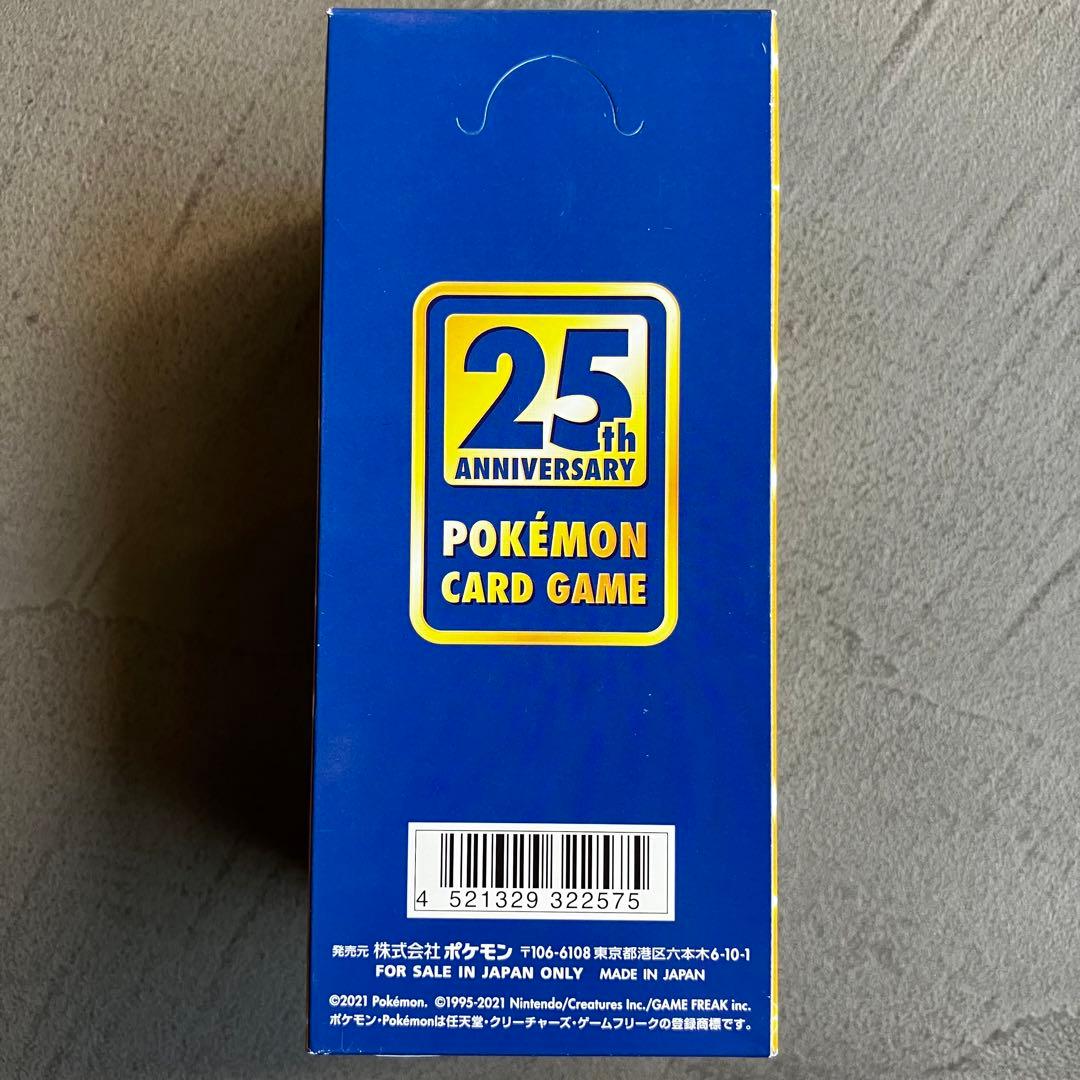 25th
ANNIVERSARY
POKÉMON
CARD GAME
4 521329 322575
発売元 株式会社 ポケモン 〒106-6108 東京都港区六本木6-10-1
FOR SALE IN JAPAN ONLY MADE IN JAPAN
©2021 Pokémon. ©1995-2021 Nintendo/Creatures Inc./GAME FREAK inc.
ポケモン・Pokémonは任天堂・クリーチャーズ・ゲームフリークの登録商標です。